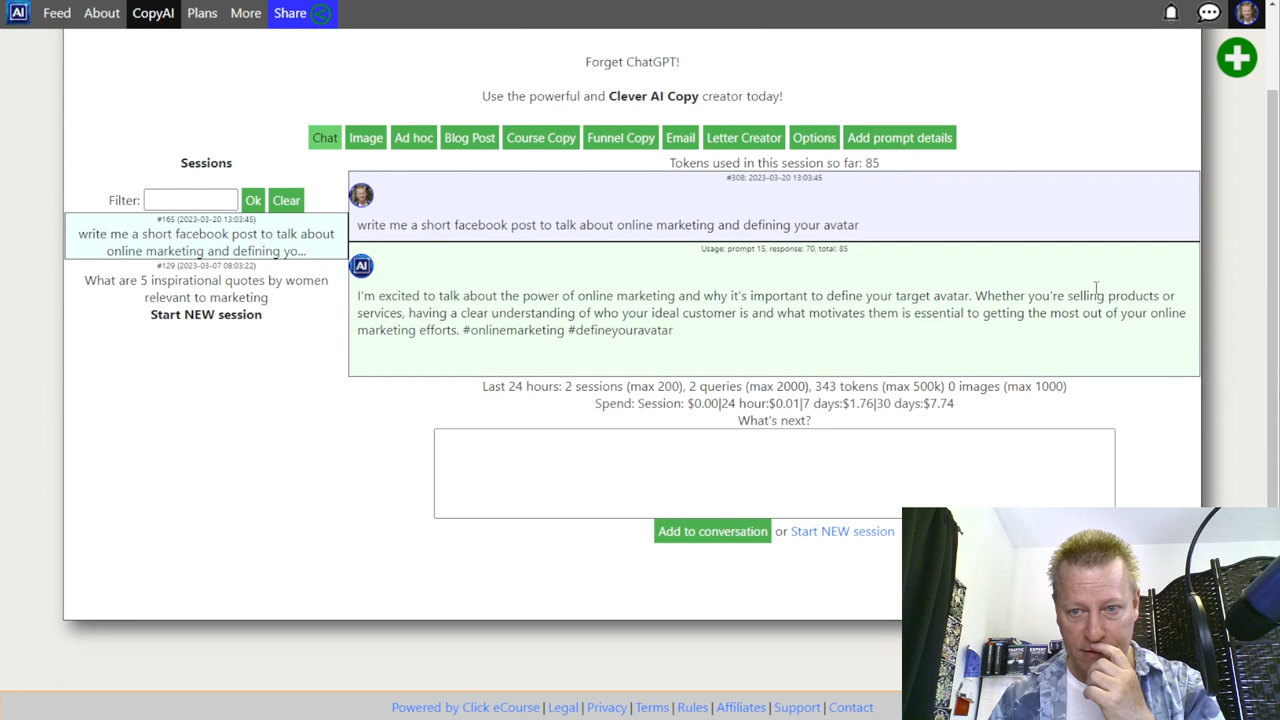 AI Feed About CopyAI Plans More Share
Forget ChatGPT!
Use the powerful and Clever AI Copy creator today!
Chat Image Ad hoc Blog Post Course Copy Funnel Copy Email Letter Creator Options Add prompt details
Sessions
Tokens used in this session so far: 85
Filter: Ok Clear
#165 (2023-03-20 13:03:45)
write me a short facebook post to talk about
online marketing and defining yo...
#129 (2023-03-07 08:03:22)
What are 5 inspirational quotes by women
relevant to marketing
Start NEW session
#308: 2023-03-20 13:03:45
write me a short facebook post to talk about online marketing and defining your avatar
Usage: prompt 15, response: 70, total: 85
AI
I'm excited to talk about the power of online marketing and why it's important to define your target avatar. Whether you're selling products or
services, having a clear understanding of who your ideal customer is and what motivates them is essential to getting the most out of your online
marketing efforts. #onlinemarketing #defineyouravatar
Last 24 hours: 2 sessions (max 200), 2 queries (max 2000), 343 tokens (max 500k) 0 images (max 1000)
Spend: Session: $0.00|24 hour:$0.01|7 days:$1.76|30 days:$7.74
What's next?
Add to conversation or Start NEW session
TRAFFIC
SECRETS
EXPERT
SECRETS
Powered by Click eCourse | Legal | Privacy | Terms | Rules | Affiliates | Support | Contact